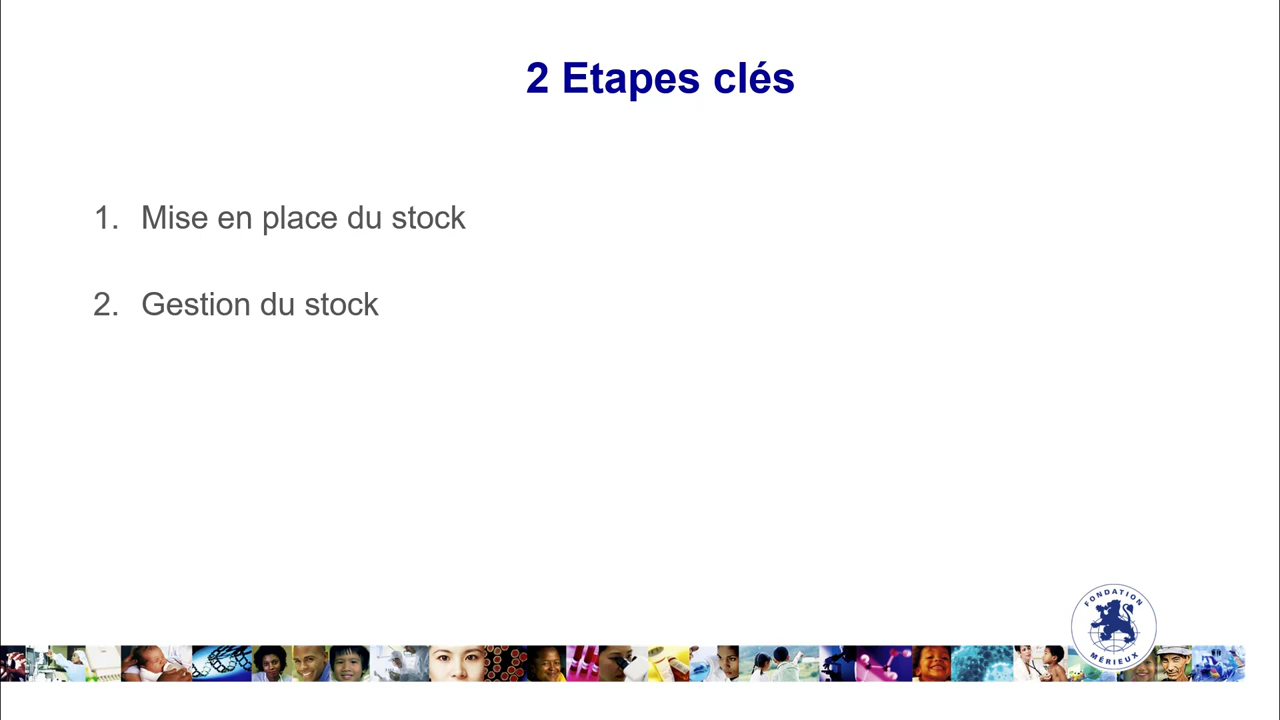 2 Etapes clés
1. Mise en place du stock
2. Gestion du stock
FONDATION
MÉRIEUX